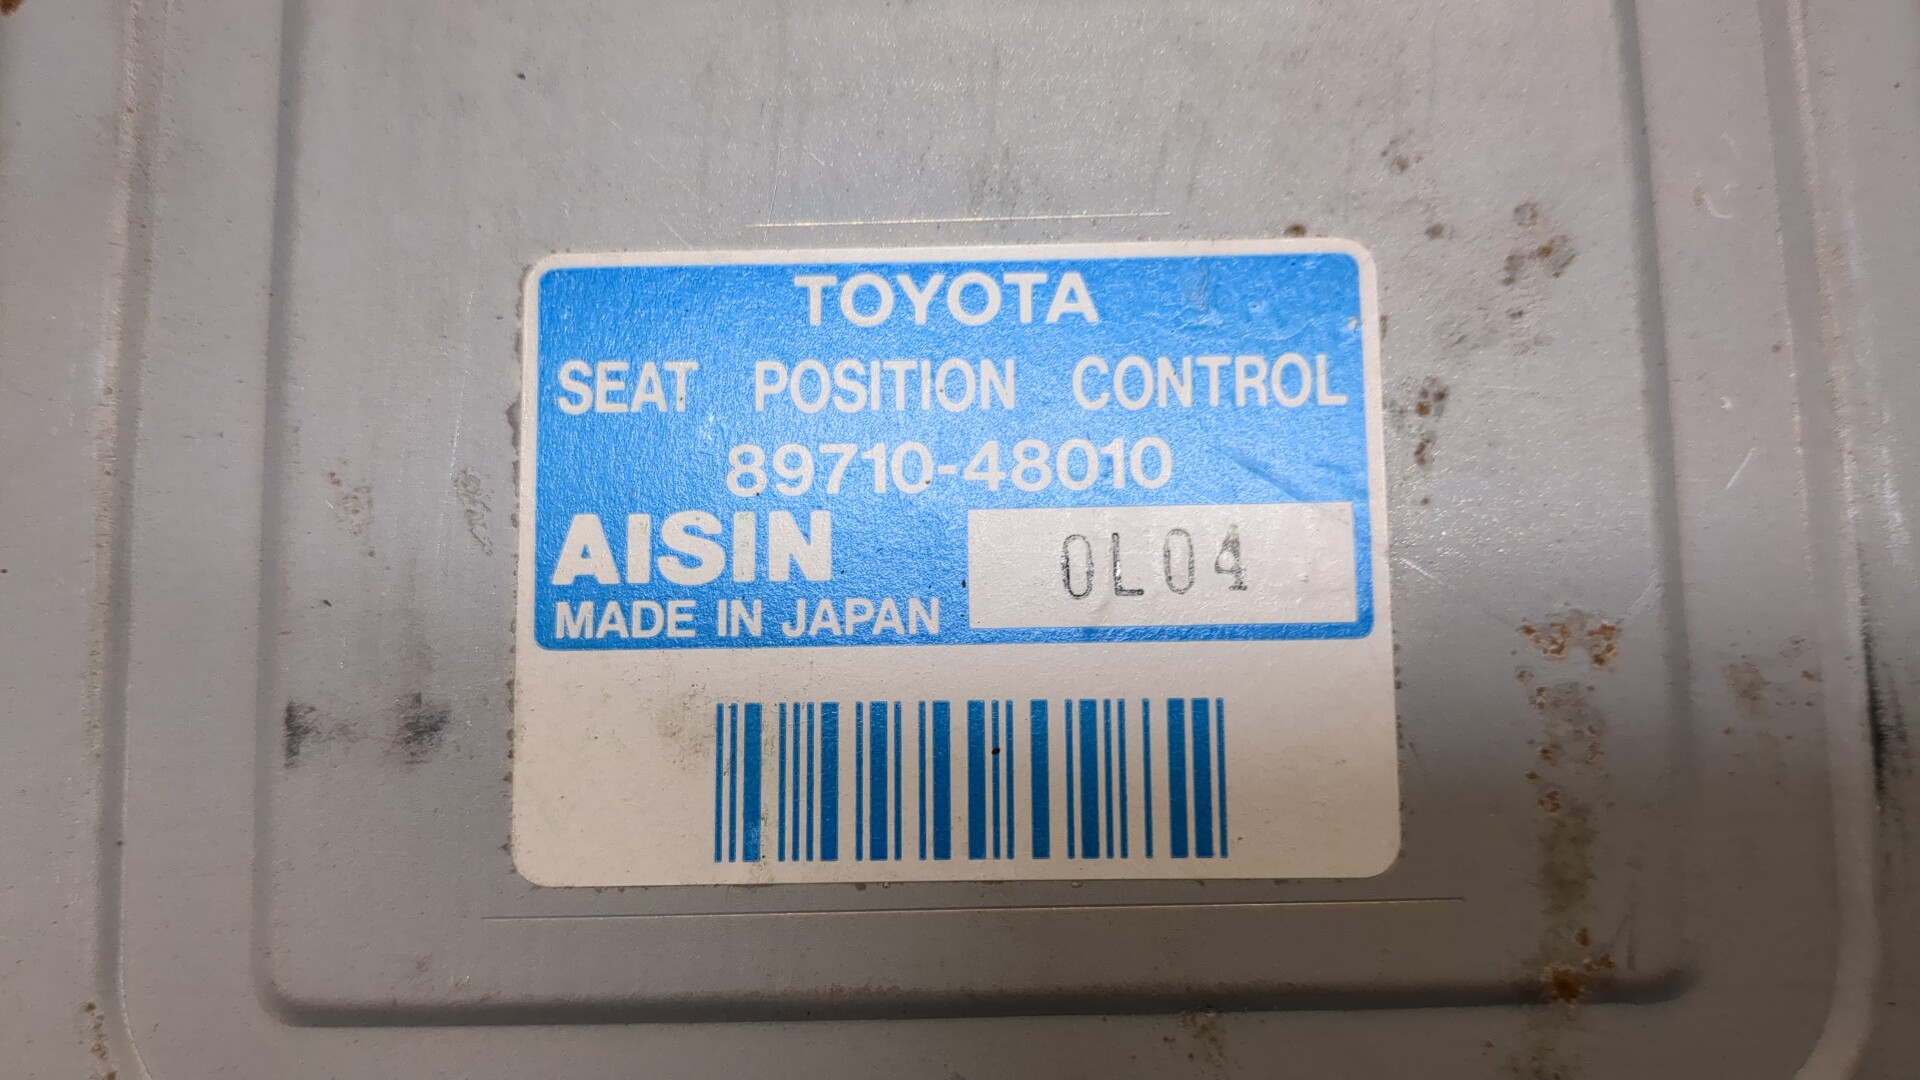 TOYOTA
SEAT POSITION CONTROL
89710-48010
AISIN
0L04
MADE IN JAPAN